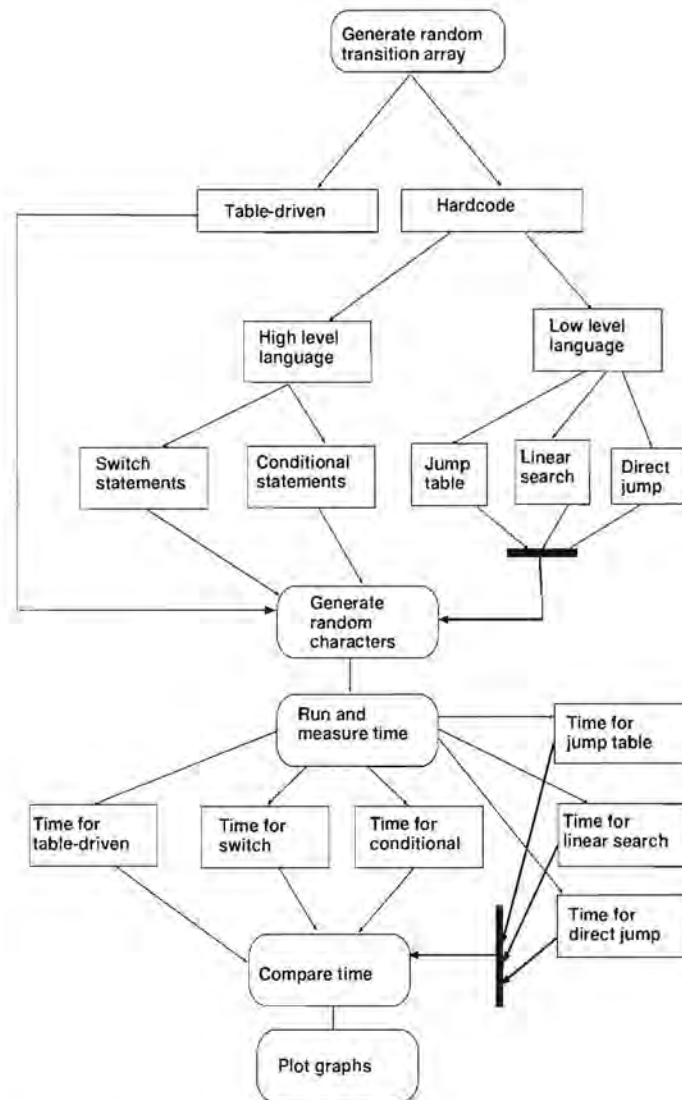 Generate random
transition array
Table-driven
Hardcode
High level
language
Low level
language
Switch
statements
Conditional
statements
Jump
table
Linear
search
Direct
jump
Generate
random
characters
Run and
measure time
Time for
jump table
Time for
table-driven
Time for
switch
Time for
conditional
Time for
linear search
Time for
direct jump
Compare time
Plot graphs